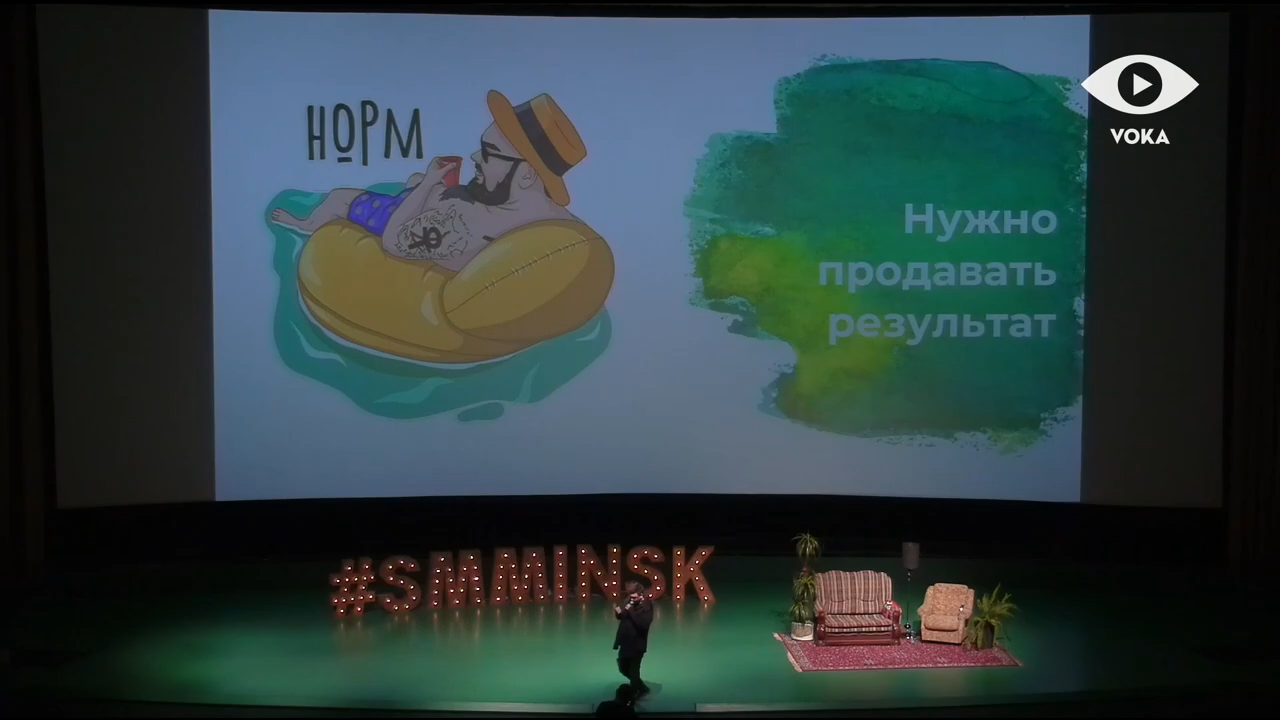 НОРМ
Нужно
продавать
результат
VOKA
#SMMINSK